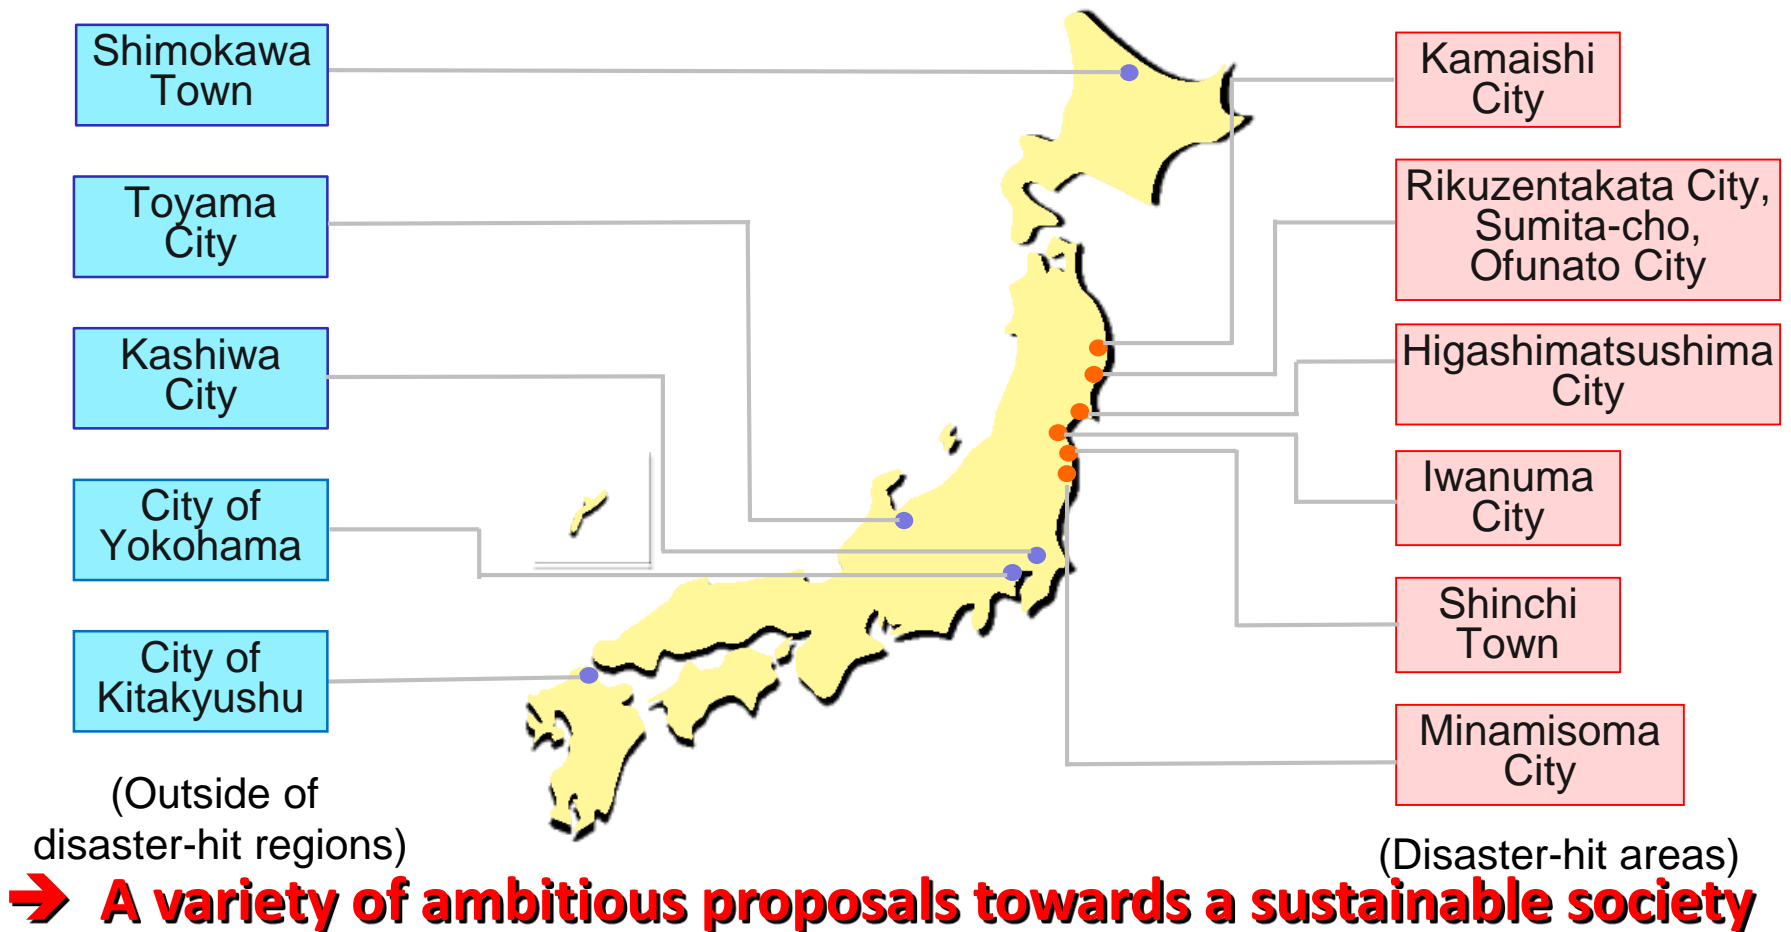 Shimokawa
Town
Toyama
City
Kashiwa
City
City of
Yokohama
City of
Kitakyushu
(Outside of
disaster-hit regions)
Kamaishi
City
Rikuzentakata City,
Sumita-cho,
Ofunato City
Higashimatsushima
City
Iwanuma
City
Shinchi
Town
Minamisoma
City
(Disaster-hit areas)
➔ A variety of ambitious proposals towards a sustainable society